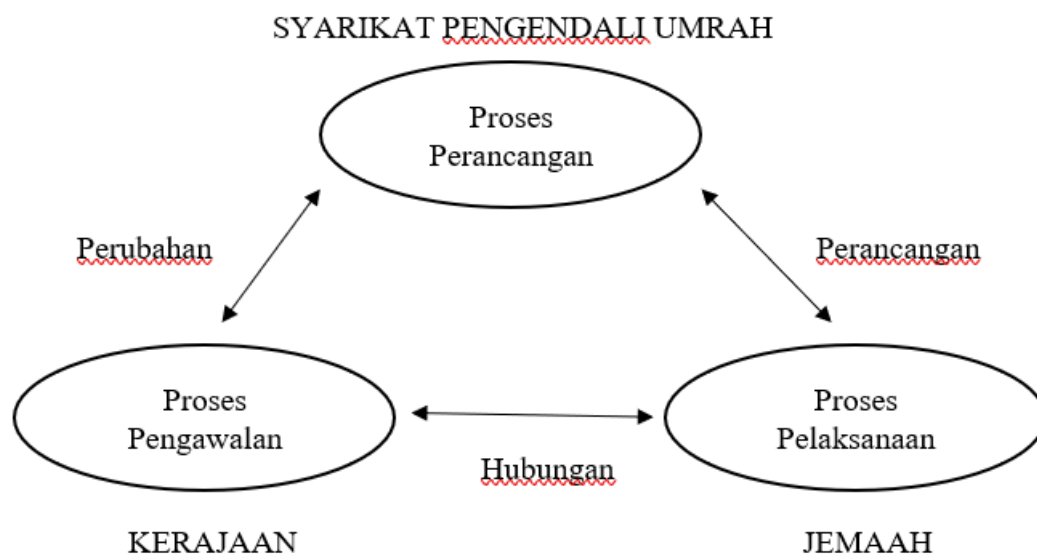 SYARIKAT PENGENDALI UMRAH
Proses
Perancangan
Perubahan
Perancangan
Proses
Pengawalan
Proses
Pelaksanaan
Hubungan
KERAJAAN
JEMAAH